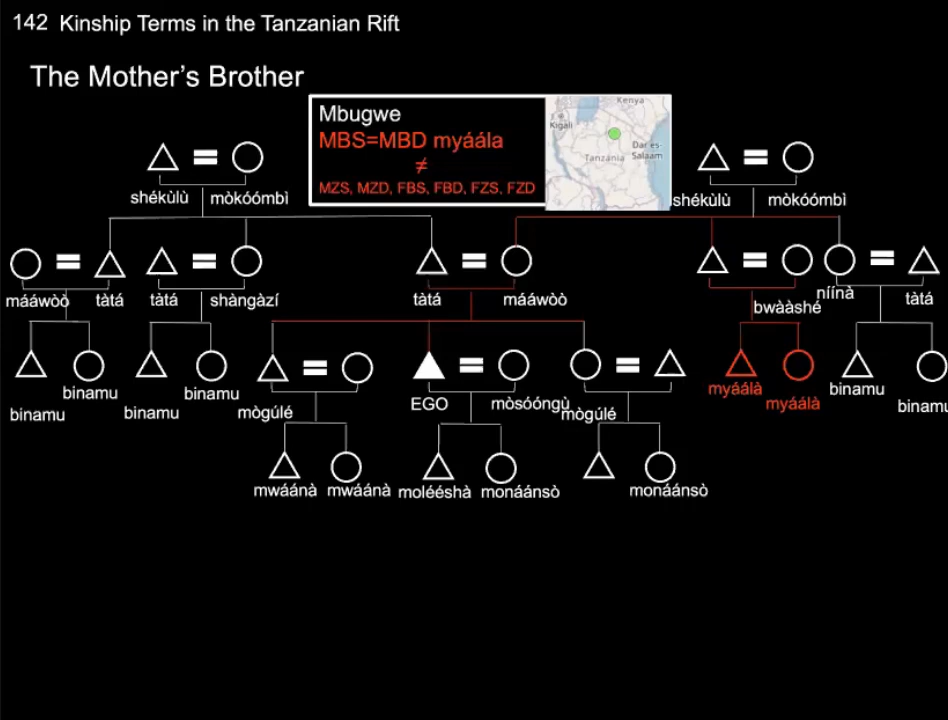 142 Kinship Terms in the Tanzanian Rift
The Mother's Brother
Mbugwe
MBS=MBD myáála
≠
MZS, MZD, FBS, FBD, FZS, FZD
Kenya
Kigali
Dar es
Salaam
Tanzania
shékùlù mòkóómbì shékùlù mòkóómbì
mááwòò tàtá tàtá shàngàzí tàtá mááwòò bwààshé níínà tàtá
binamu binamu binamu binamu mògúlé EGO mòsóóngù mògúlé myáálà myáálà binamu binamu
mwáánà mwáánà molééshà monáánsò monáánsò